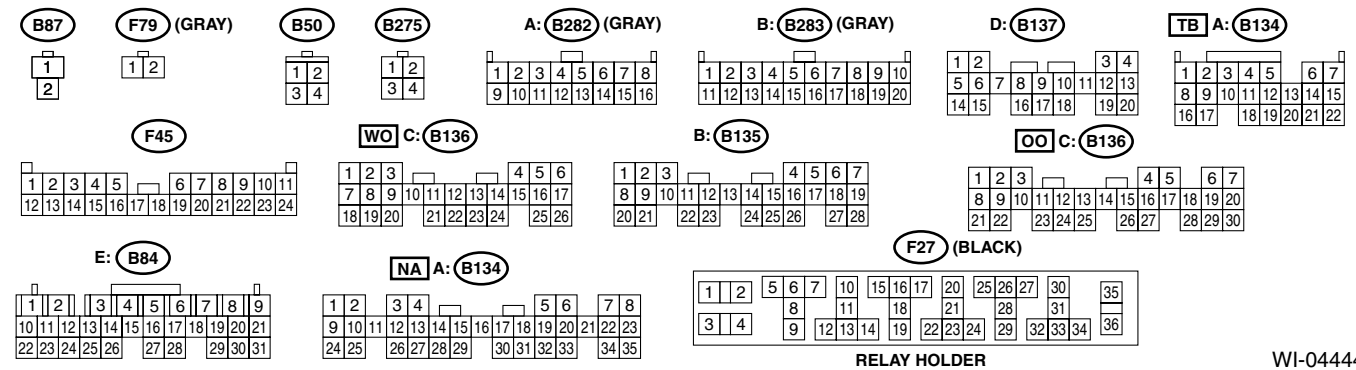 B87 F79 (GRAY) B50 B275 A: B282 (GRAY) B: B283 (GRAY) D: B137 TB A: B134
1
2
1 2
1 2
3 4
1 2
3 4
1 2 3 4 5 6 7 8
9 10 11 12 13 14 15 16
1 2 3 4 5 6 7 8 9 10
11 12 13 14 15 16 17 18 19 20
1 2 3 4
5 6 7 8 9 10 11 12 13
14 15 16 17 18 19 20
1 2 3 4 5 6 7
8 9 10 11 12 13 14 15
16 17 18 19 20 21 22
F45 WO C: B136 B: B135 OO C: B136
1 2 3 4 5 6 7 8 9 10 11
12 13 14 15 16 17 18 19 20 21 22 23 24
1 2 3 4 5 6
7 8 9 10 11 12 13 14 15 16 17
18 19 20 21 22 23 24 25 26
1 2 3 4 5 6 7
8 9 10 11 12 13 14 15 16 17 18 19
20 21 22 23 24 25 26 27 28
1 2 3 4 5 6 7
8 9 10 11 12 13 14 15 16 17 18 19 20
21 22 23 24 25 26 27 28 29 30
E: B84 NA A: B134 F27 (BLACK)
1 2 3 4 5 6 7 8 9
10 11 12 13 14 15 16 17 18 19 20 21
22 23 24 25 26 27 28 29 30 31
1 2 3 4 5 6 7 8
9 10 11 12 13 14 15 16 17 18 19 20 21 22 23
24 25 26 27 28 29 30 31 32 33 34 35
1 2 5 6 7 10 15 16 17 20 25 26 27 30 35
8 11 18 21 28 31
3 4 9 12 13 14 19 22 23 24 29 32 33 34 36
RELAY HOLDER
WI-04444